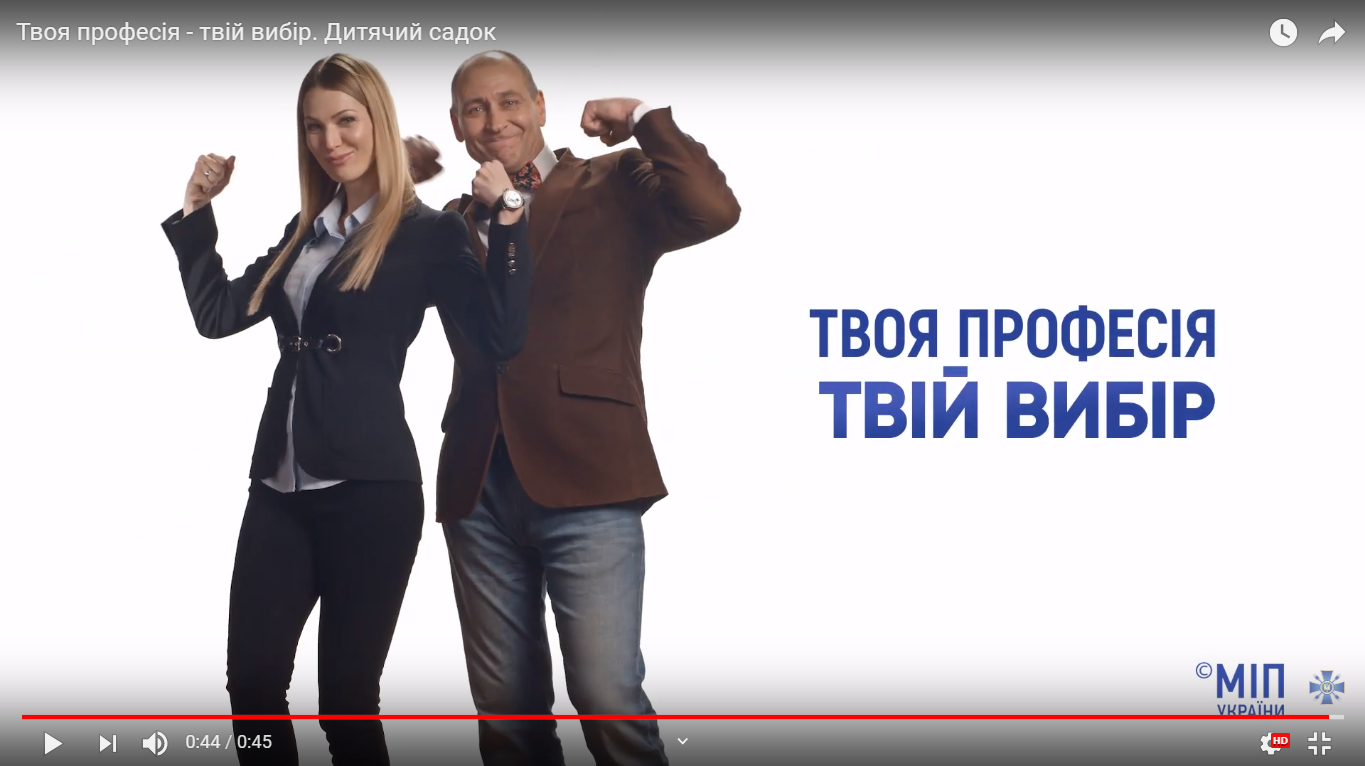 Твоя професія - твій вибір. Дитячий садок
ТВОЯ ПРОФЕСІЯ
ТВІЙ ВИБІР
©МІП
УКРАЇНИ
0:44 / 0:45
HD